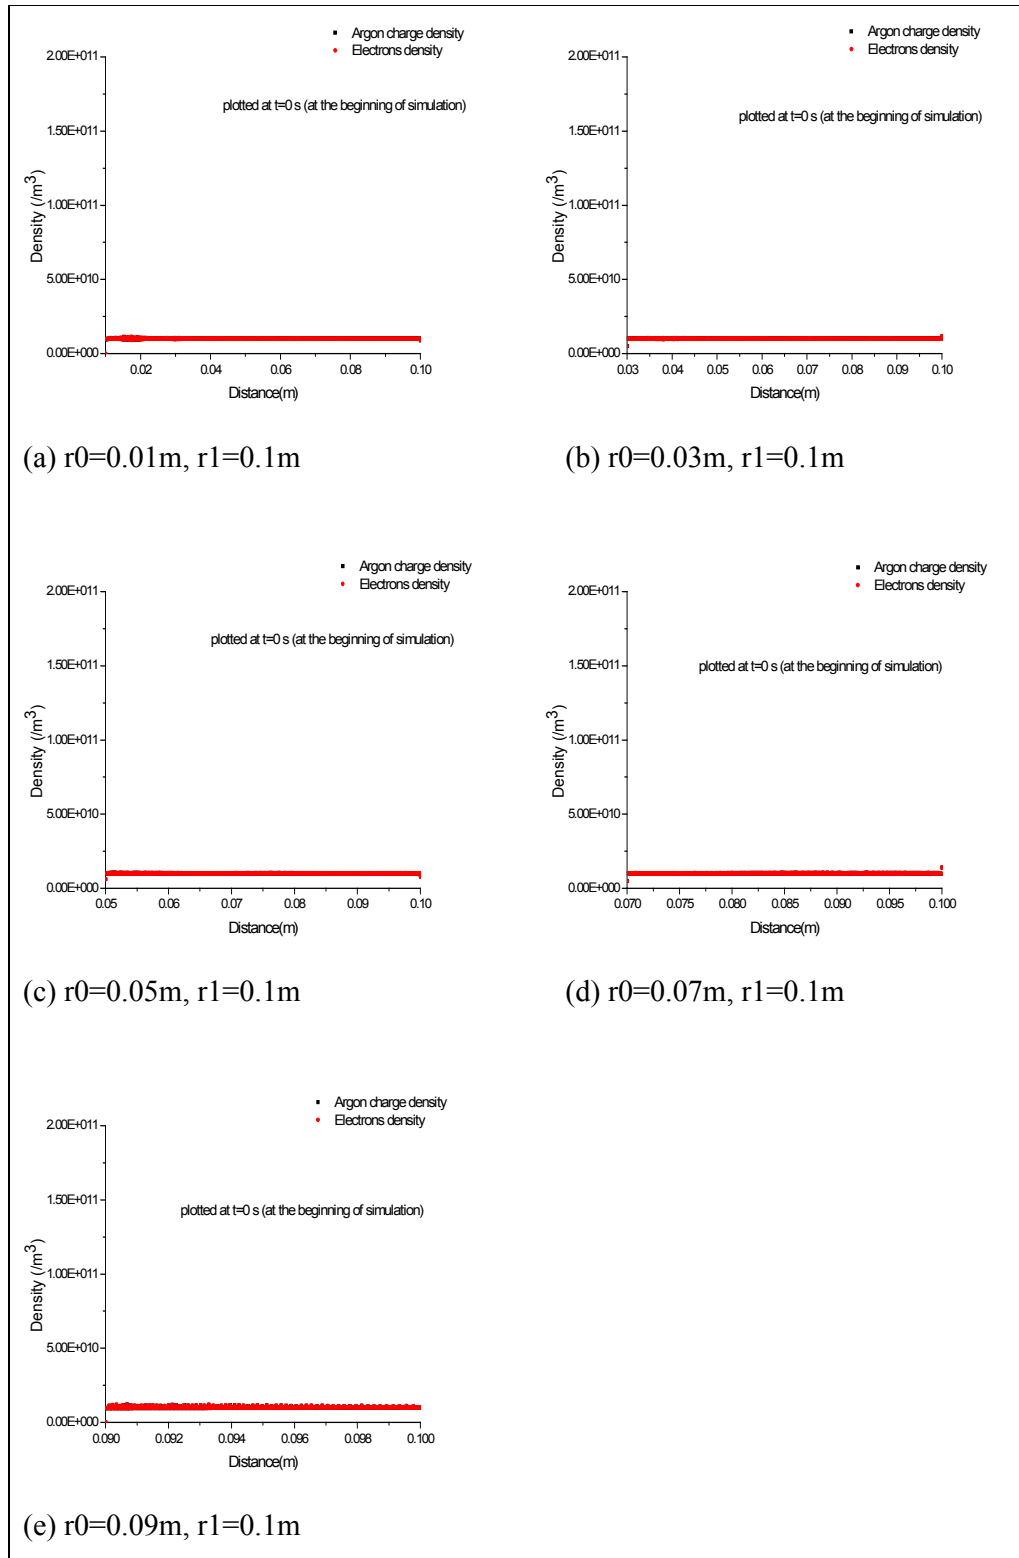 Argon charge density
Electrons density
2.00E+011
1.50E+011
1.00E+011
5.00E+010
0.00E+000
Density (/m3)
plotted at t=0 s (at the beginning of simulation)
0.02 0.04 0.06 0.08 0.10
Distance(m)
(a) r0=0.01m, r1=0.1m
Argon charge density
Electrons density
2.00E+011
1.50E+011
1.00E+011
5.00E+010
0.00E+000
Density (/m3)
plotted at t=0 s (at the beginning of simulation)
0.03 0.04 0.05 0.06 0.07 0.08 0.09 0.10
Distance(m)
(b) r0=0.03m, r1=0.1m
Argon charge density
Electrons density
2.00E+011
1.50E+011
1.00E+011
5.00E+010
0.00E+000
Density (/m3)
plotted at t=0 s (at the beginning of simulation)
0.05 0.06 0.07 0.08 0.09 0.10
Distance(m)
(c) r0=0.05m, r1=0.1m
Argon charge density
Electrons density
2.00E+011
1.50E+011
1.00E+011
5.00E+010
0.00E+000
Density (/m3)
plotted at t=0 s (at the beginning of simulation)
0.070 0.075 0.080 0.085 0.090 0.095 0.100
Distance(m)
(d) r0=0.07m, r1=0.1m
Argon charge density
Electrons density
2.00E+011
1.50E+011
1.00E+011
5.00E+010
0.00E+000
Density (/m3)
plotted at t=0 s (at the beginning of simulation)
0.090 0.092 0.094 0.096 0.098 0.100
Distance(m)
(e) r0=0.09m, r1=0.1m